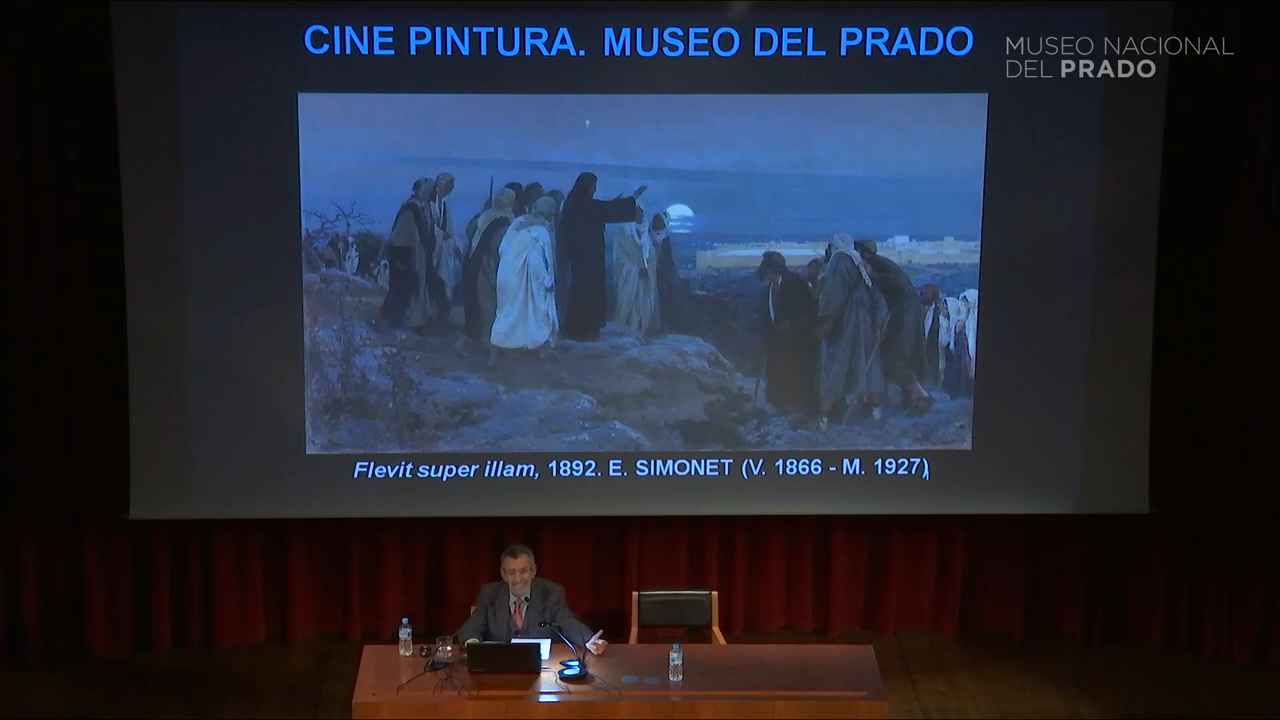 CINE PINTURA. MUSEO DEL PRADO
MUSEO NACIONAL
DEL PRADO
Flevit super illam, 1892. E. SIMONET (V. 1866 - M. 1927)